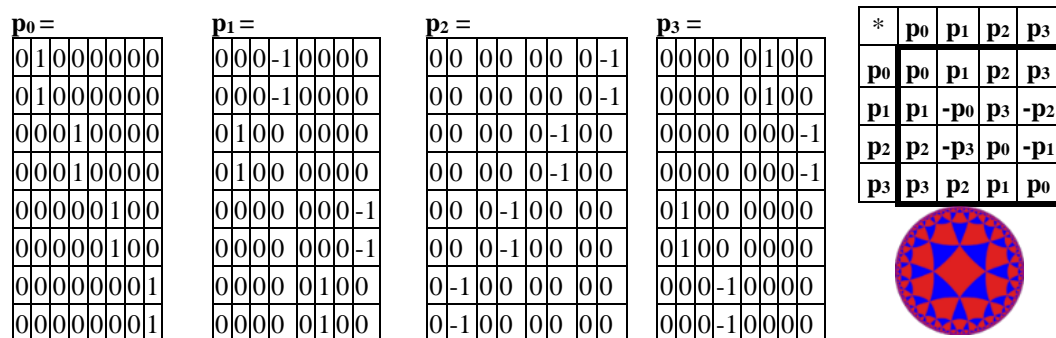 p₀ =
0 1 0 0 0 0 0 0
0 1 0 0 0 0 0 0
0 0 0 1 0 0 0 0
0 0 0 1 0 0 0 0
0 0 0 0 0 1 0 0
0 0 0 0 0 1 0 0
0 0 0 0 0 0 0 1
0 0 0 0 0 0 0 1
p₁ =
0 0 0 -1 0 0 0 0
0 0 0 -1 0 0 0 0
0 1 0 0 0 0 0 0
0 1 0 0 0 0 0 0
0 0 0 0 0 0 0 -1
0 0 0 0 0 0 0 -1
0 0 0 0 0 1 0 0
0 0 0 0 0 1 0 0
p₂ =
0 0 0 0 0 0 0 -1
0 0 0 0 0 0 0 -1
0 0 0 0 0 -1 0 0
0 0 0 0 0 -1 0 0
0 0 0 -1 0 0 0 0
0 0 0 -1 0 0 0 0
0 -1 0 0 0 0 0 0
0 -1 0 0 0 0 0 0
p₃ =
0 0 0 0 0 1 0 0
0 0 0 0 0 1 0 0
0 0 0 0 0 0 0 -1
0 0 0 0 0 0 0 -1
0 1 0 0 0 0 0 0
0 1 0 0 0 0 0 0
0 0 0 -1 0 0 0 0
0 0 0 -1 0 0 0 0
* p₀ p₁ p₂ p₃
p₀ p₀ p₁ p₂ p₃
p₁ p₁ -p₀ p₃ -p₂
p₂ p₂ -p₃ p₀ -p₁
p₃ p₃ p₂ p₁ p₀